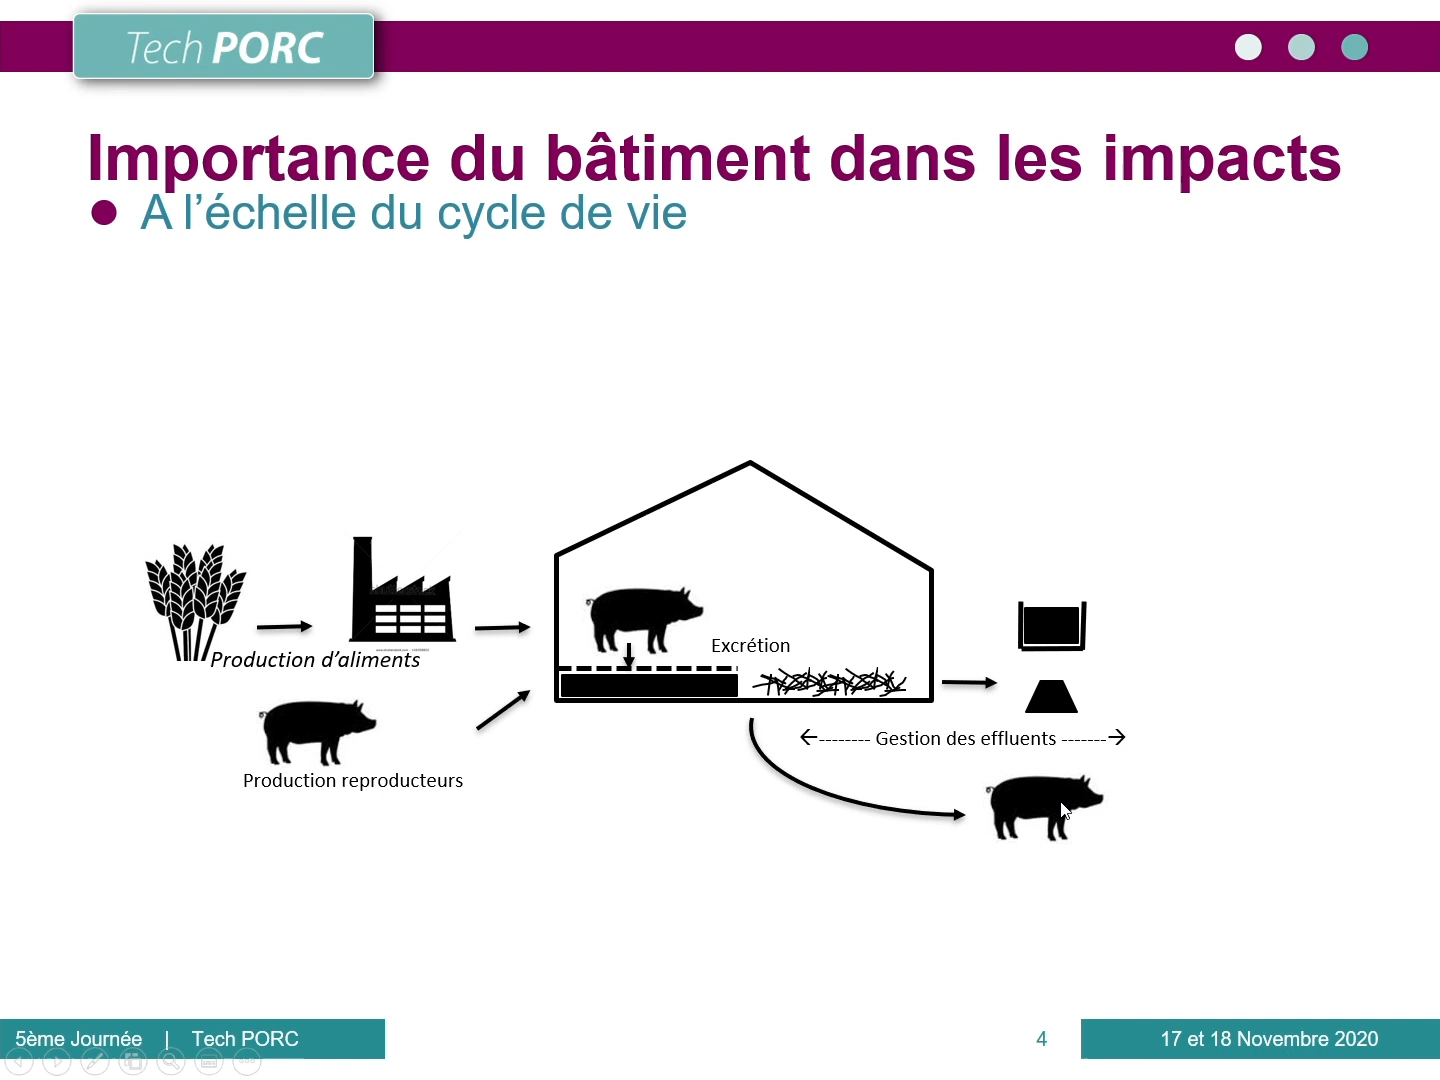 Tech PORC
Importance du bâtiment dans les impacts
A l’échelle du cycle de vie
Production d’aliments
Production reproducteurs
Excrétion
-------- Gestion des effluents -------
5ème Journée | Tech PORC
4
17 et 18 Novembre 2020